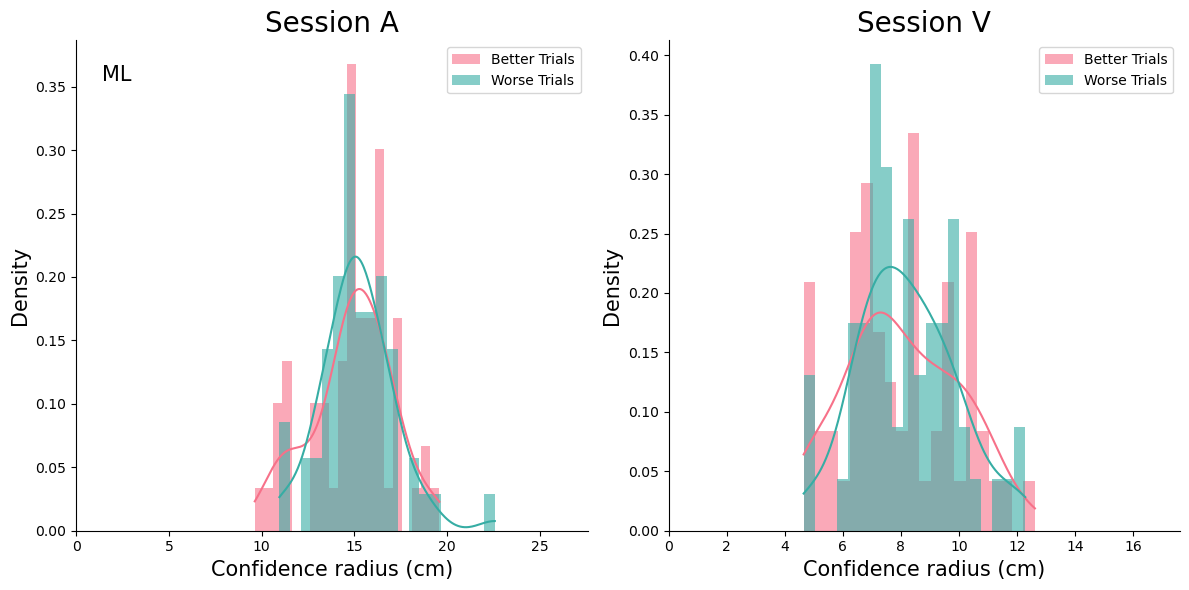 Session A
ML
Better Trials
Worse Trials
Density
0.35
0.30
0.25
0.20
0.15
0.10
0.05
0.00
0 5 10 15 20 25
Confidence radius (cm)
Session V
Better Trials
Worse Trials
Density
0.40
0.35
0.30
0.25
0.20
0.15
0.10
0.05
0.00
0 2 4 6 8 10 12 14 16
Confidence radius (cm)